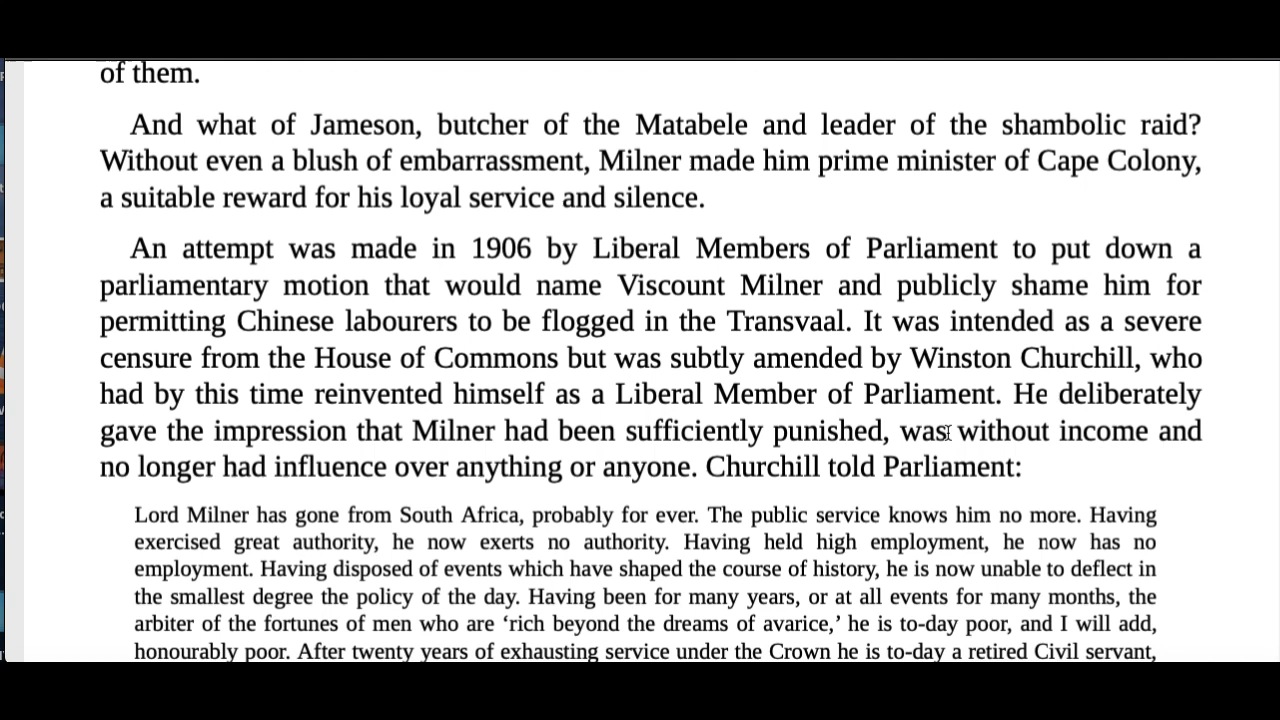 of them.
And what of Jameson, butcher of the Matabele and leader of the shambolic raid?
Without even a blush of embarrassment, Milner made him prime minister of Cape Colony,
a suitable reward for his loyal service and silence.
An attempt was made in 1906 by Liberal Members of Parliament to put down a
parliamentary motion that would name Viscount Milner and publicly shame him for
permitting Chinese labourers to be flogged in the Transvaal. It was intended as a severe
censure from the House of Commons but was subtly amended by Winston Churchill, who
had by this time reinvented himself as a Liberal Member of Parliament. He deliberately
gave the impression that Milner had been sufficiently punished, was without income and
no longer had influence over anything or anyone. Churchill told Parliament:
Lord Milner has gone from South Africa, probably for ever. The public service knows him no more. Having
exercised great authority, he now exerts no authority. Having held high employment, he now has no
employment. Having disposed of events which have shaped the course of history, he is now unable to deflect in
the smallest degree the policy of the day. Having been for many years, or at all events for many months, the
arbiter of the fortunes of men who are ‘rich beyond the dreams of avarice,’ he is to-day poor, and I will add,
honourably poor. After twenty years of exhausting service under the Crown he is to-day a retired Civil servant,